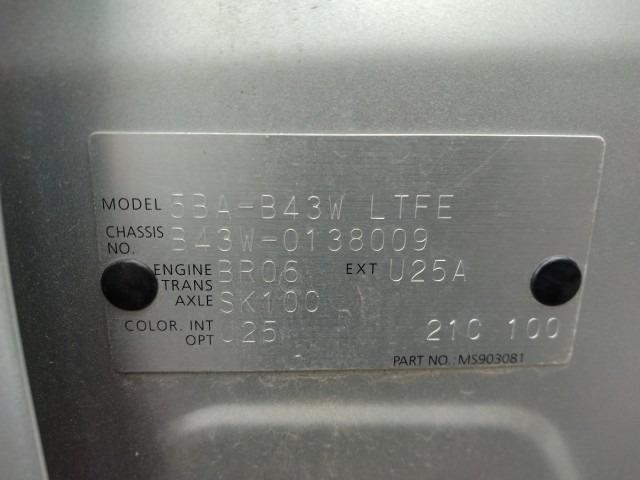 MODEL 5BA-B43W LTFE
CHASSIS NO. B43W-0138009
ENGINE BR06 EXT U25A
TRANS AXLE SK100
COLOR. INT U25
OPT 21C 100
PART NO.: MS903081